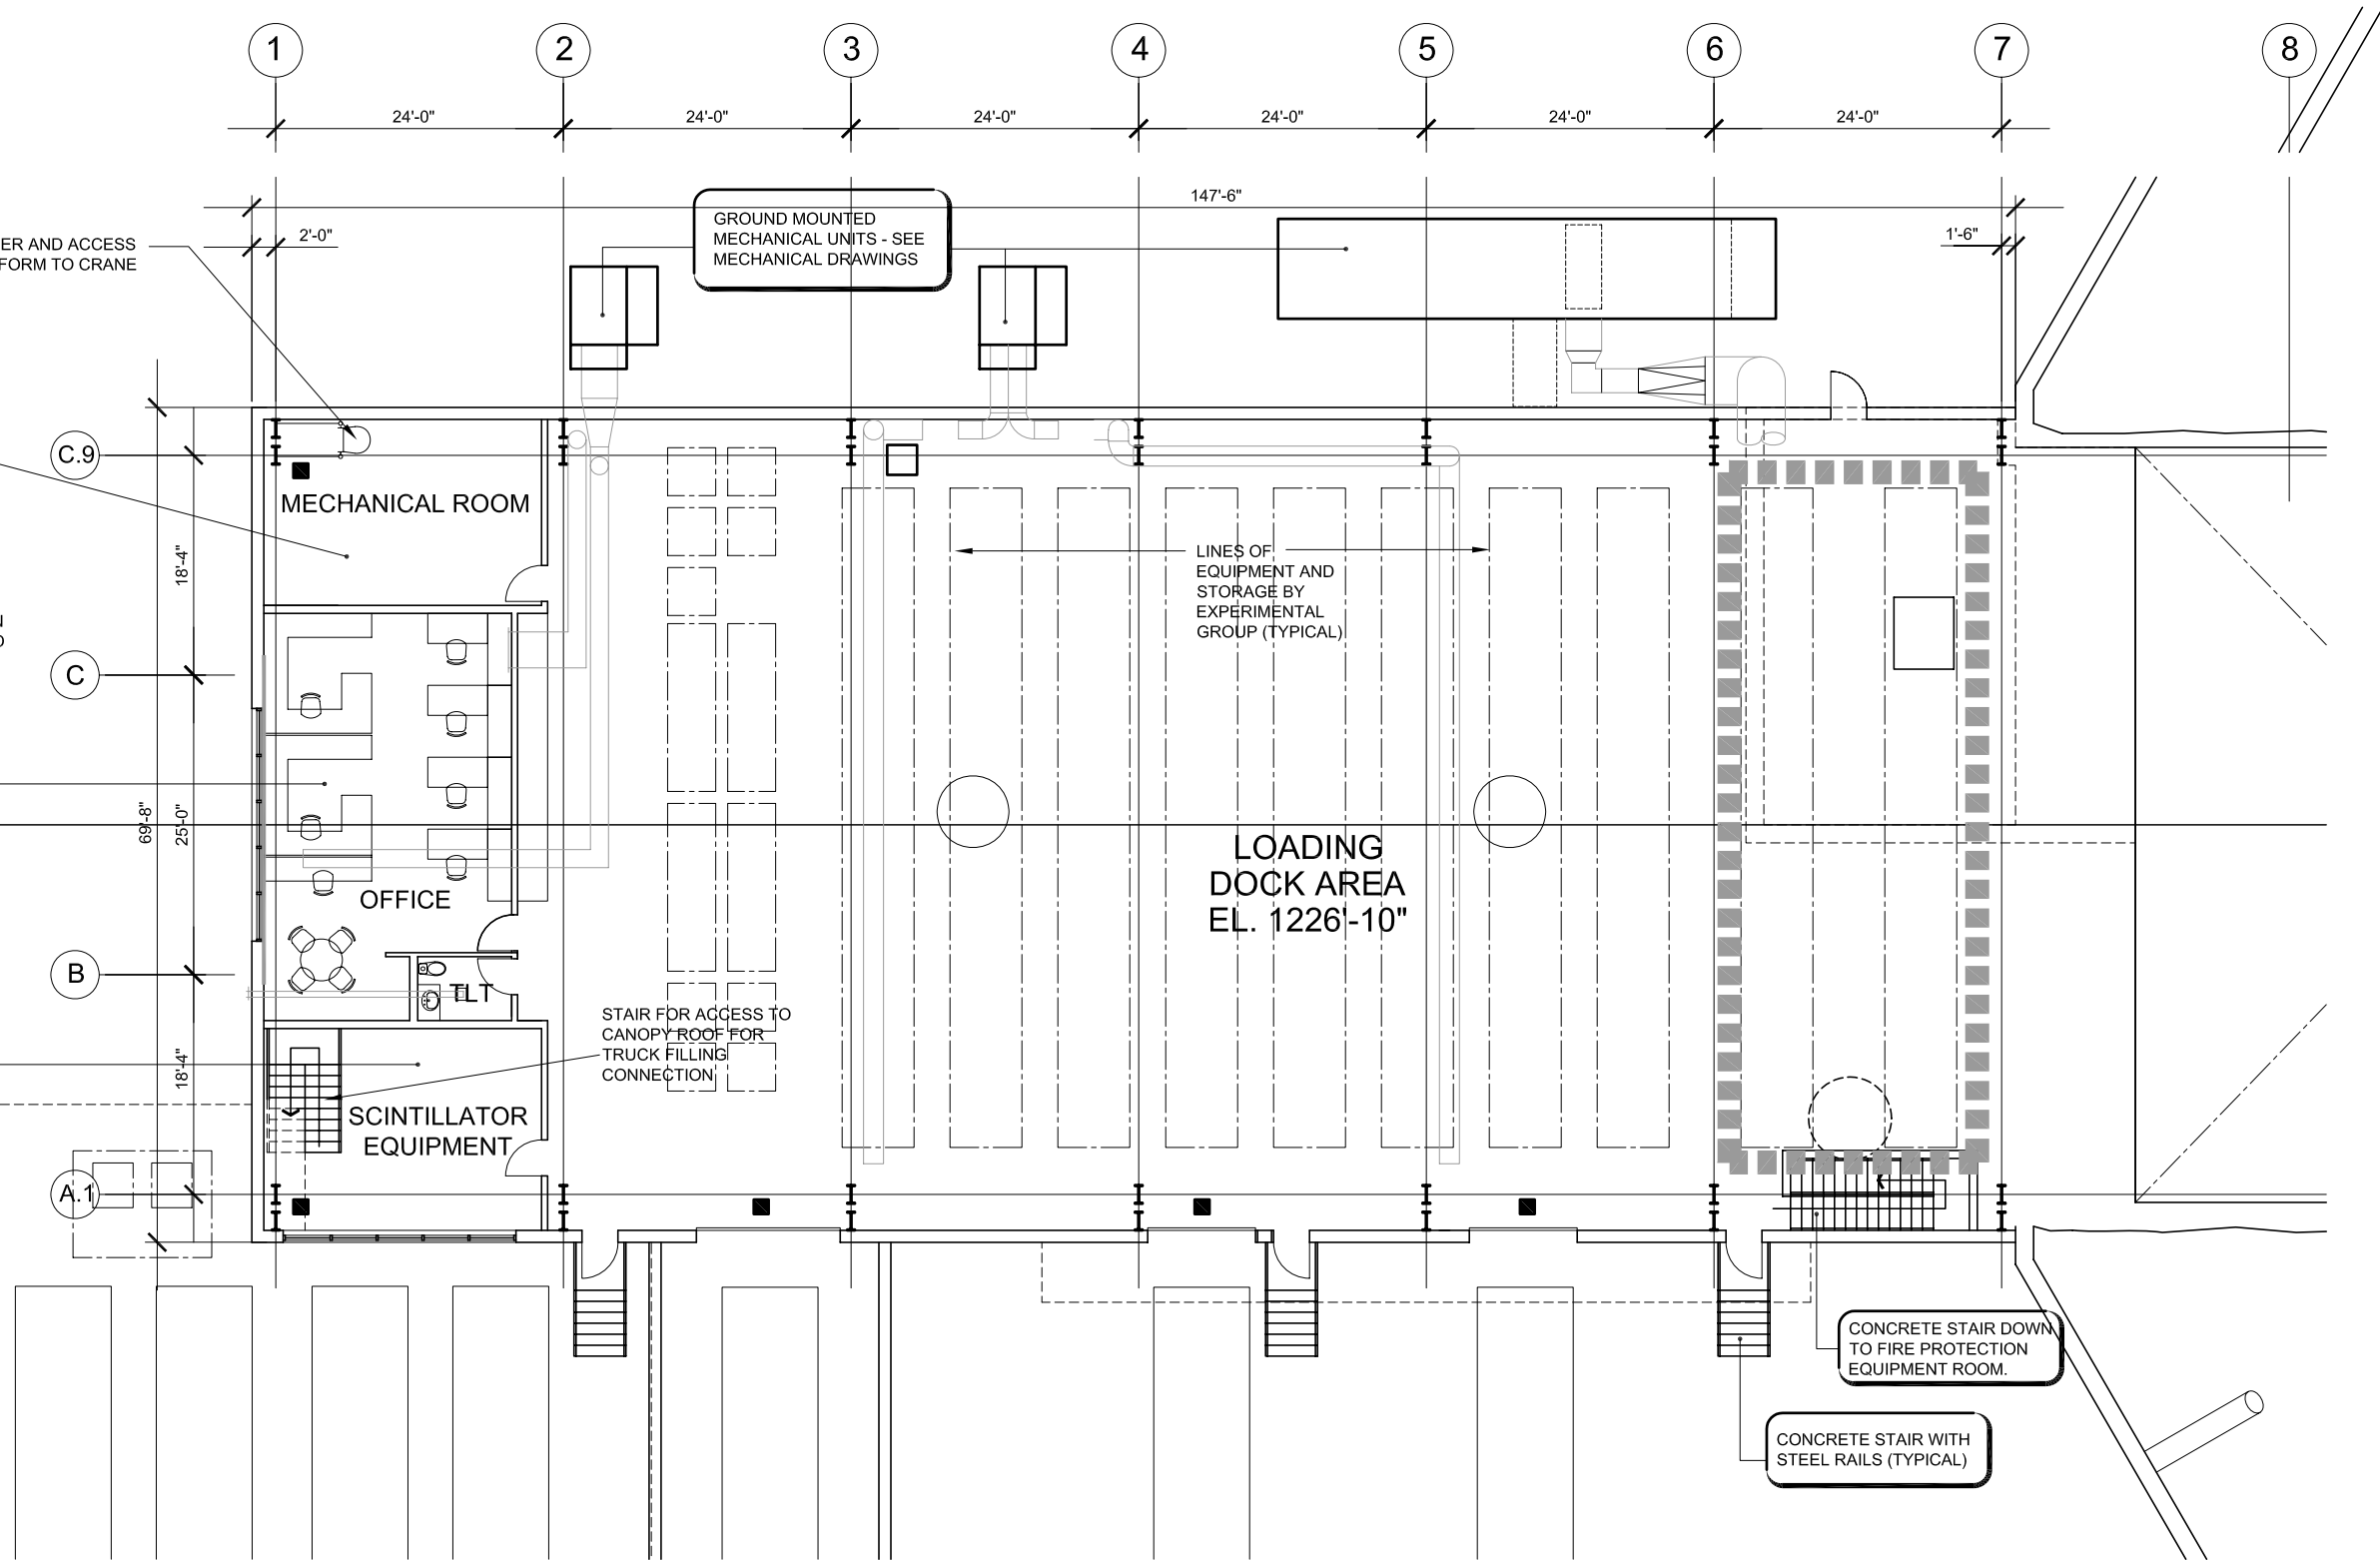 1
2
3
4
5
6
7
8
24'-0"
24'-0"
24'-0"
24'-0"
24'-0"
24'-0"
147'-6"
2'-0"
1'-6"
GROUND MOUNTED
MECHANICAL UNITS - SEE
MECHANICAL DRAWINGS
ER AND ACCESS
FORM TO CRANE
C.9
MECHANICAL ROOM
18'-4"
LINES OF
EQUIPMENT AND
STORAGE BY
EXPERIMENTAL
GROUP (TYPICAL)
C
69'-8"
25'-0"
LOADING
DOCK AREA
EL. 1226'-10"
OFFICE
B
TLT
STAIR FOR ACCESS TO
CANOPY ROOF FOR
TRUCK FILLING
CONNECTION
18'-4"
SCINTILLATOR
EQUIPMENT
A.1
CONCRETE STAIR DOWN
TO FIRE PROTECTION
EQUIPMENT ROOM.
CONCRETE STAIR WITH
STEEL RAILS (TYPICAL)